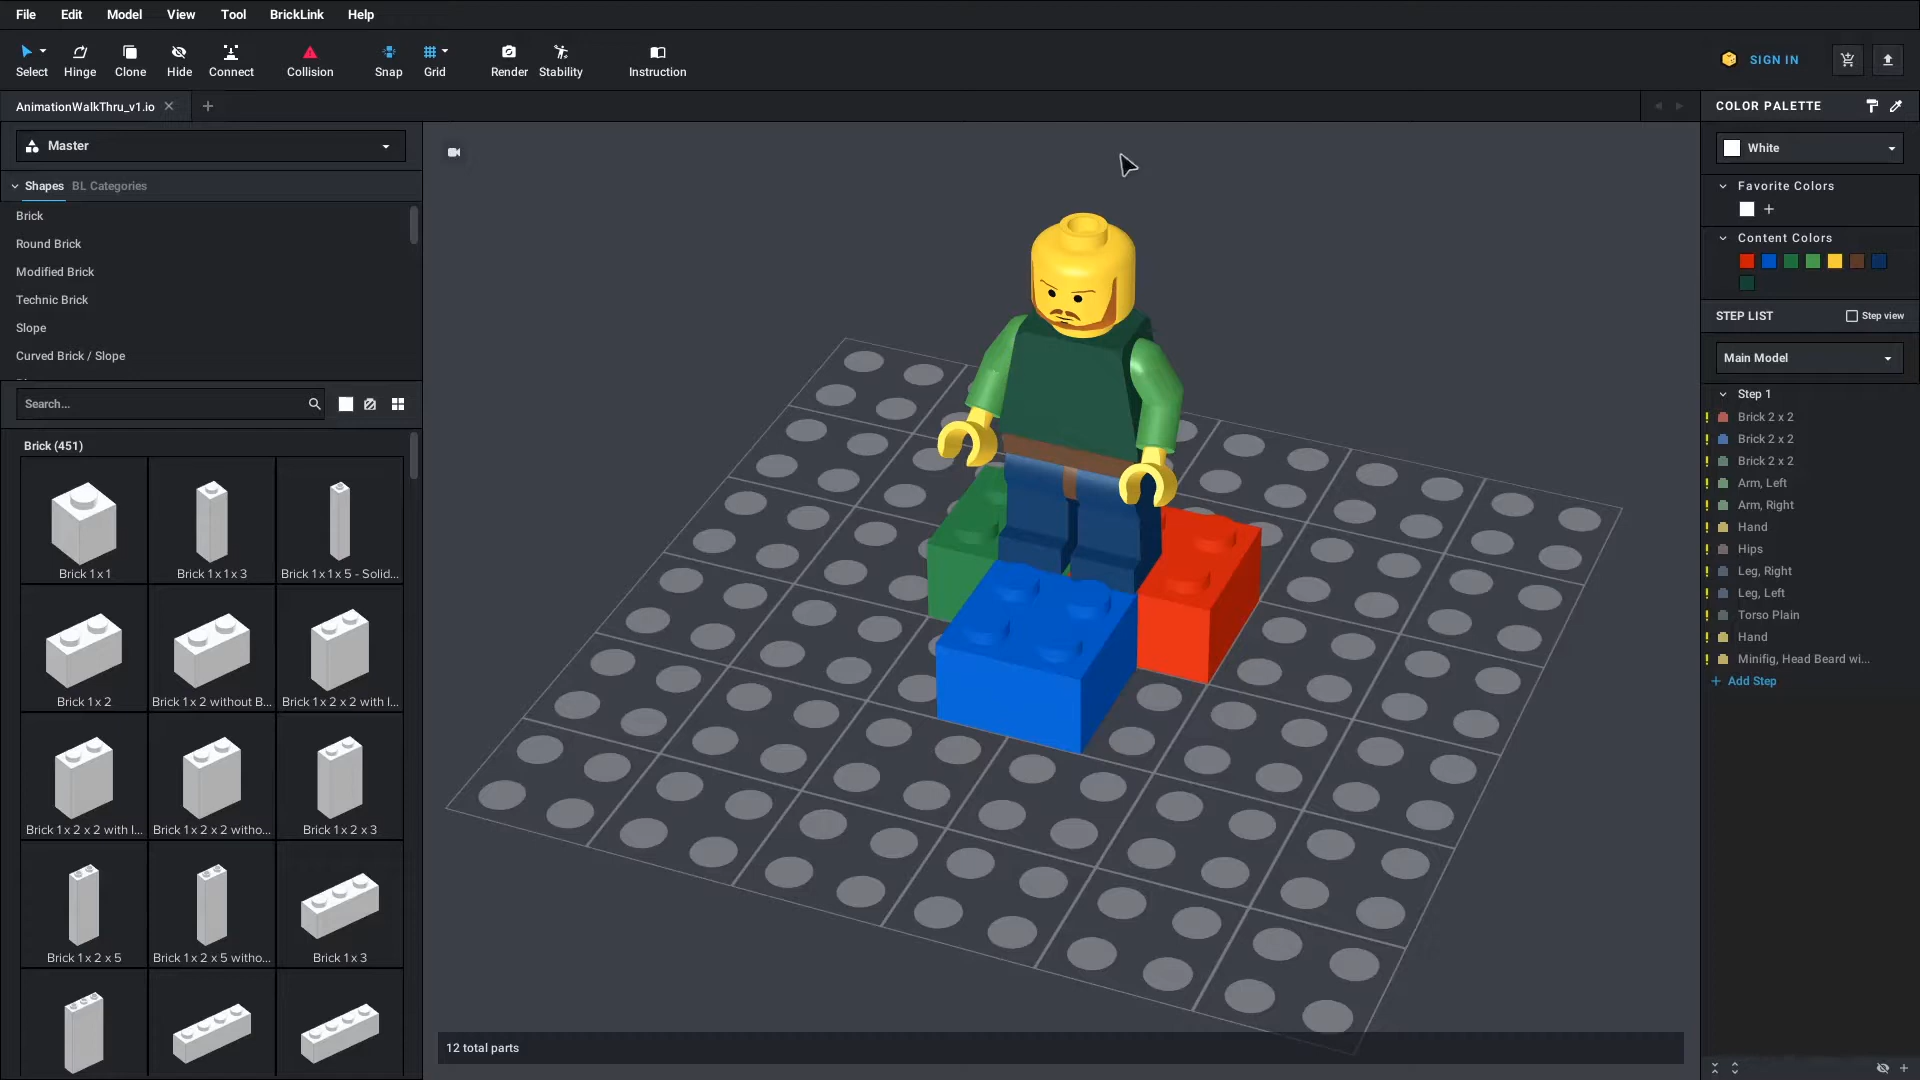 File Edit Model View Tool BrickLink Help
Select Hinge Clone Hide Connect Collision Snap Grid Render Stability Instruction
SIGN IN
AnimationWalkThru_v1.io
Master
Shapes BL Categories
Brick
Round Brick
Modified Brick
Technic Brick
Slope
Curved Brick / Slope
Search...
Brick (451)
Brick 1 x 1
Brick 1 x 1 x 3
Brick 1 x 1 x 5 - Solid...
Brick 1 x 2
Brick 1 x 2 without B...
Brick 1 x 2 x 2 with I...
Brick 1 x 2 x 2 with I...
Brick 1 x 2 x 2 witho...
Brick 1 x 2 x 3
Brick 1 x 2 x 5
Brick 1 x 2 x 5 witho...
Brick 1 x 3
12 total parts
COLOR PALETTE
White
Favorite Colors
Content Colors
STEP LIST
Step view
Main Model
Step 1
Brick 2 x 2
Brick 2 x 2
Brick 2 x 2
Arm, Left
Arm, Right
Hand
Hips
Leg, Right
Leg, Left
Torso Plain
Hand
Minifig, Head Beard wi...
+ Add Step